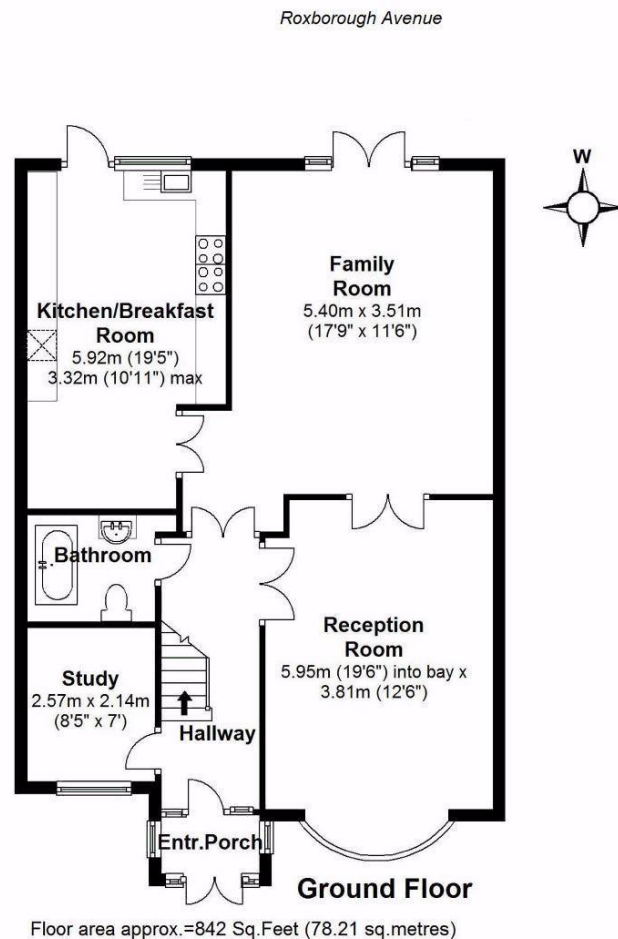 Roxborough Avenue
W
Family
Room
5.40m x 3.51m
(17'9" x 11'6")
Kitchen/Breakfast
Room
5.92m (19'5")
3.32m (10'11") max
Bathroom
Reception
Room
5.95m (19'6") into bay x
3.81m (12'6")
Study
2.57m x 2.14m
(8'5" x 7')
Hallway
Entr.Porch
Ground Floor
Floor area approx.=842 Sq.Feet (78.21 sq.metres)